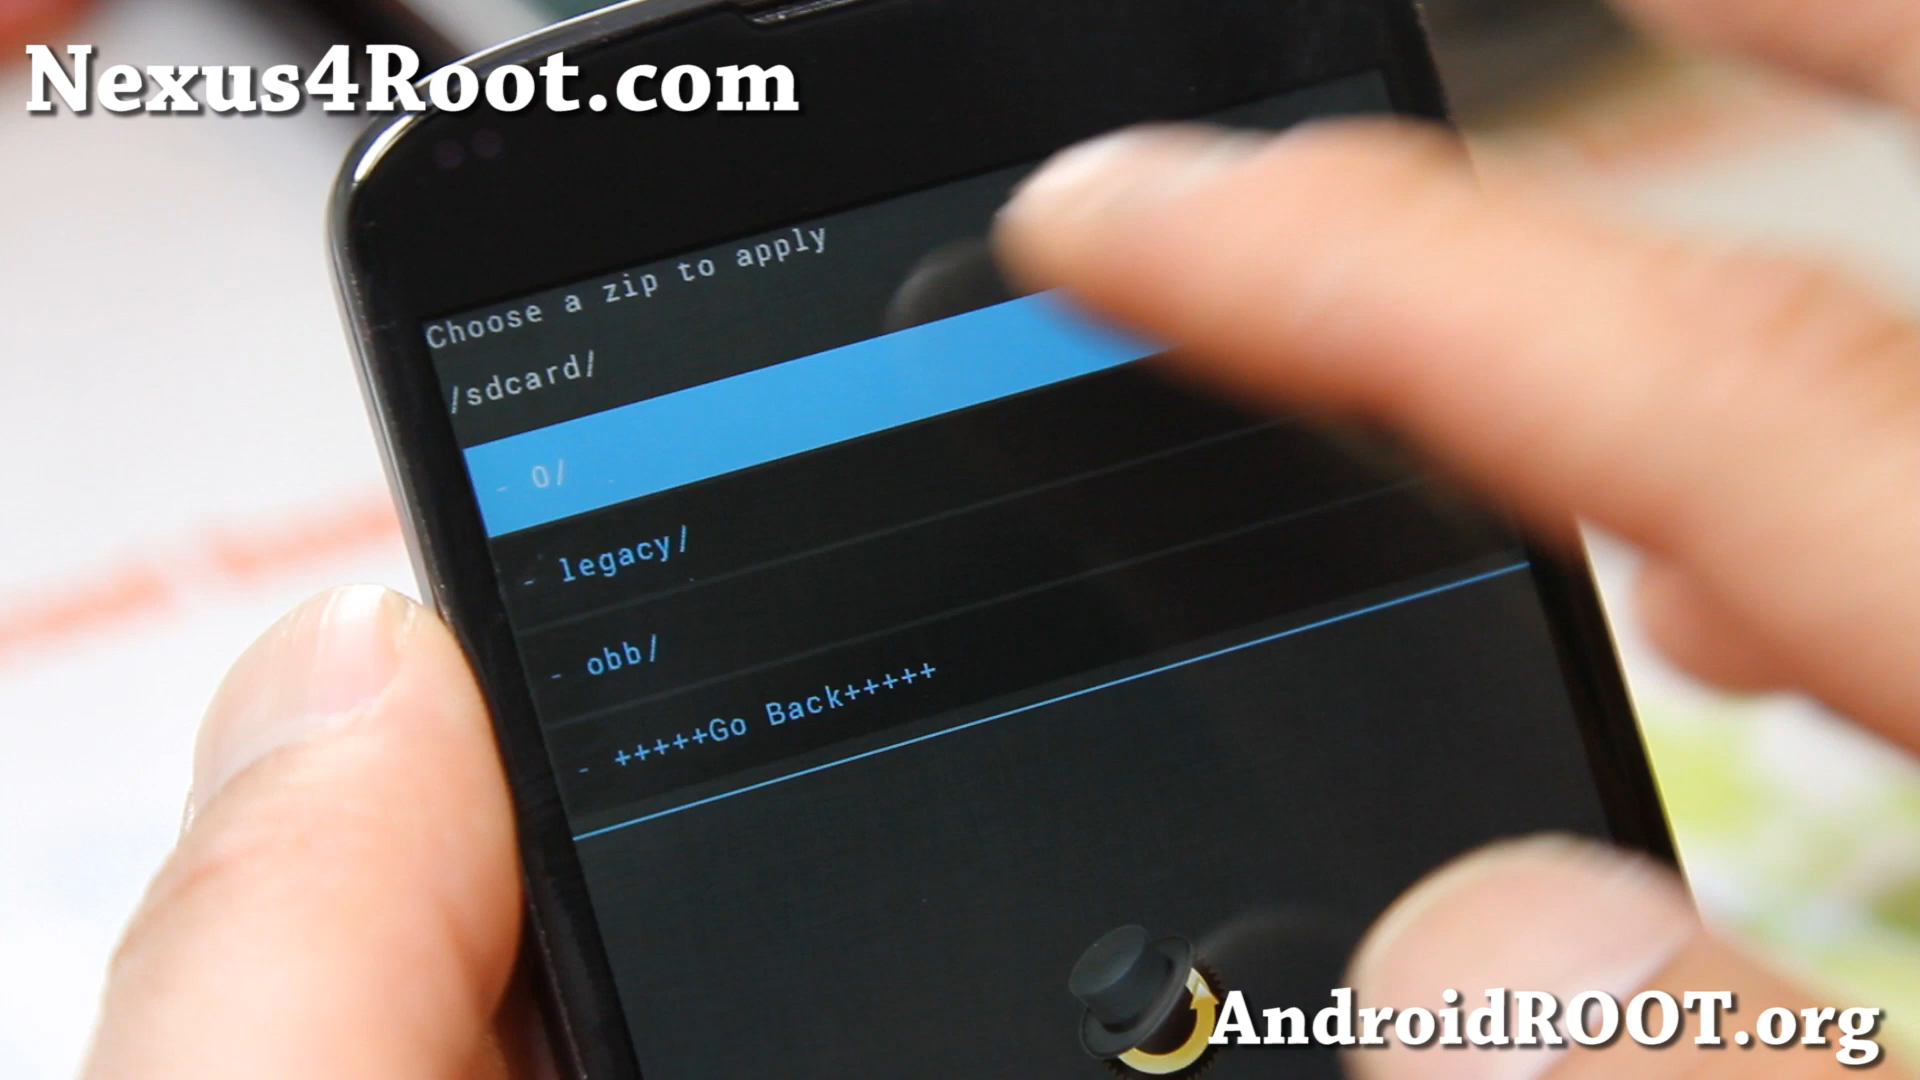 Nexus4Root.com
Choose a zip to apply
/sdcard/
- 0/
- legacy/
- obb/
- +++++Go Back+++++
AndroidROOT.org